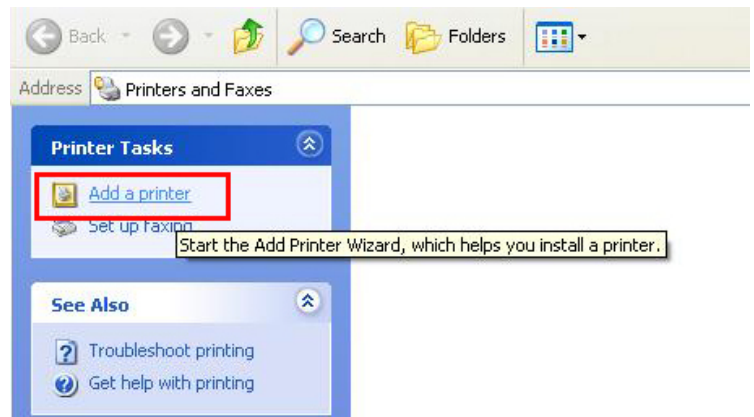 Back Search Folders
Address Printers and Faxes
Printer Tasks
Add a printer
Set up faxing
Start the Add Printer Wizard, which helps you install a printer.
See Also
Troubleshoot printing
Get help with printing